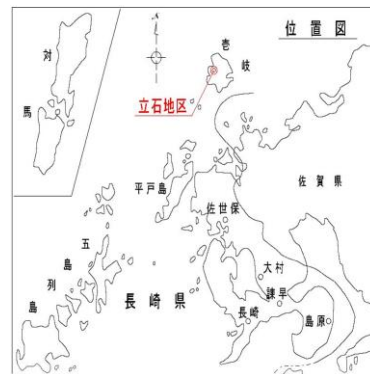 位置図
対馬
壱岐
立石地区
平戸島
佐賀県
佐世保
五島列島
大村
諫早
長崎県
長崎
島原